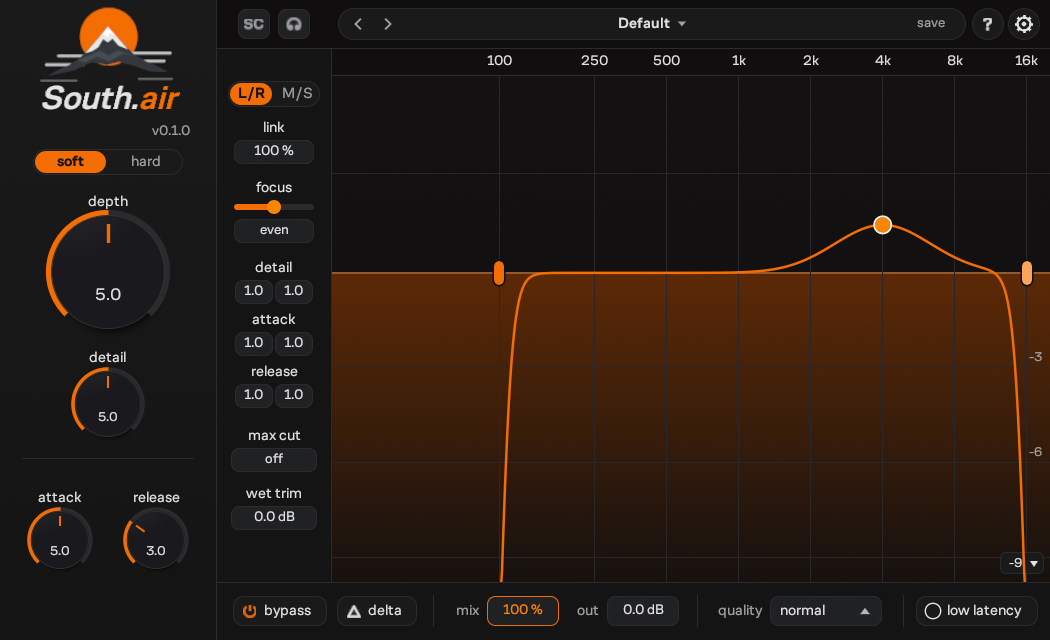 SC
Default
save
?
South.air
v0.1.0
soft hard
depth
5.0
detail
5.0
attack release
5.0 3.0
L/R M/S
link
100 %
focus
even
detail
1.0 1.0
attack
1.0 1.0
release
1.0 1.0
max cut
off
wet trim
0.0 dB
100 250 500 1k 2k 4k 8k 16k
-3
-6
-9
bypass delta mix 100 % out 0.0 dB quality normal low latency